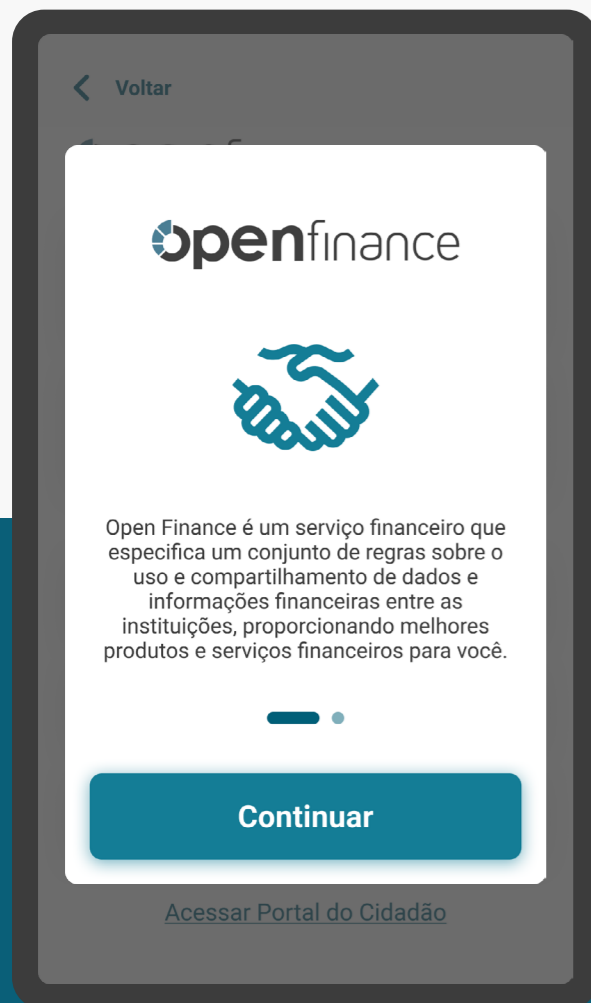 Voltar
openfinance
Open Finance é um serviço financeiro que
especifica um conjunto de regras sobre o
uso e compartilhamento de dados e
informações financeiras entre as
instituições, proporcionando melhores
produtos e serviços financeiros para você.
Continuar
Acessar Portal do Cidadão